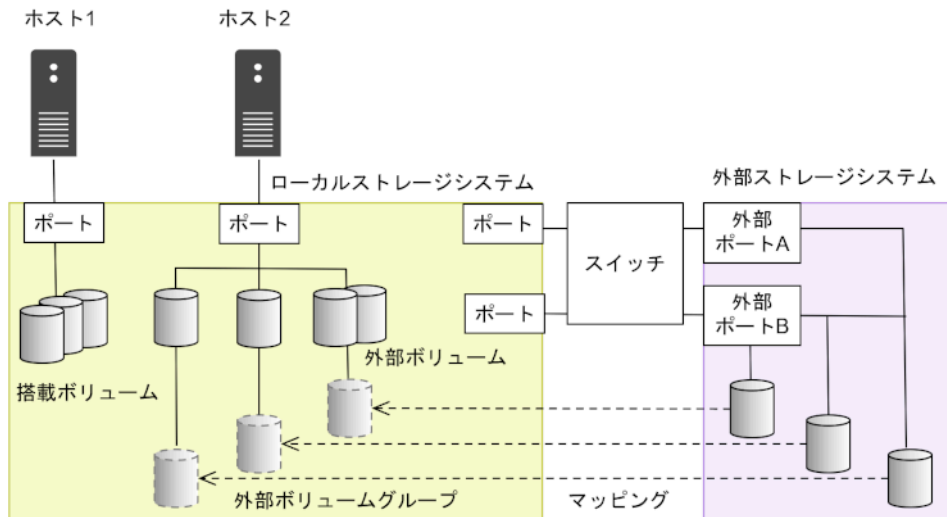 ホスト1
ホスト2
ローカルストレージシステム
外部ストレージシステム
ポート
ポート
ポート
スイッチ
外部
ポートA
ポート
外部
ポートB
外部ボリューム
搭載ボリューム
外部ボリュームグループ
マッピング